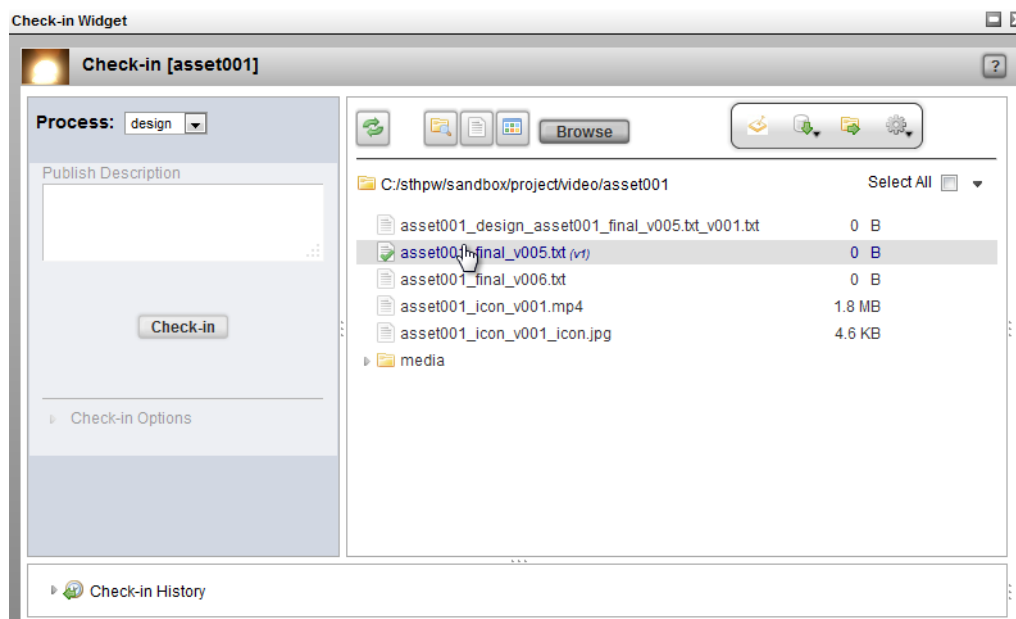 Check-in Widget
Check-in [asset001]
?
Process: design
Publish Description
Check-in
Check-in Options
Browse
C:/sthpw/sandbox/project/video/asset001
Select All
asset001_design_asset001_final_v005.txt_v001.txt 0 B
asset001_final_v005.txt (v1) 0 B
asset001_final_v006.txt 0 B
asset001_icon_v001.mp4 1.8 MB
asset001_icon_v001_icon.jpg 4.6 KB
media
Check-in History